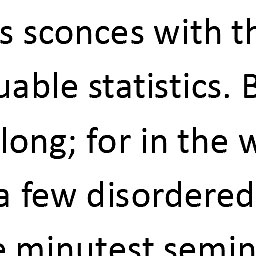 s sconces with th
uable statistics. B
long; for in the w
a few disordered
e minutest semin